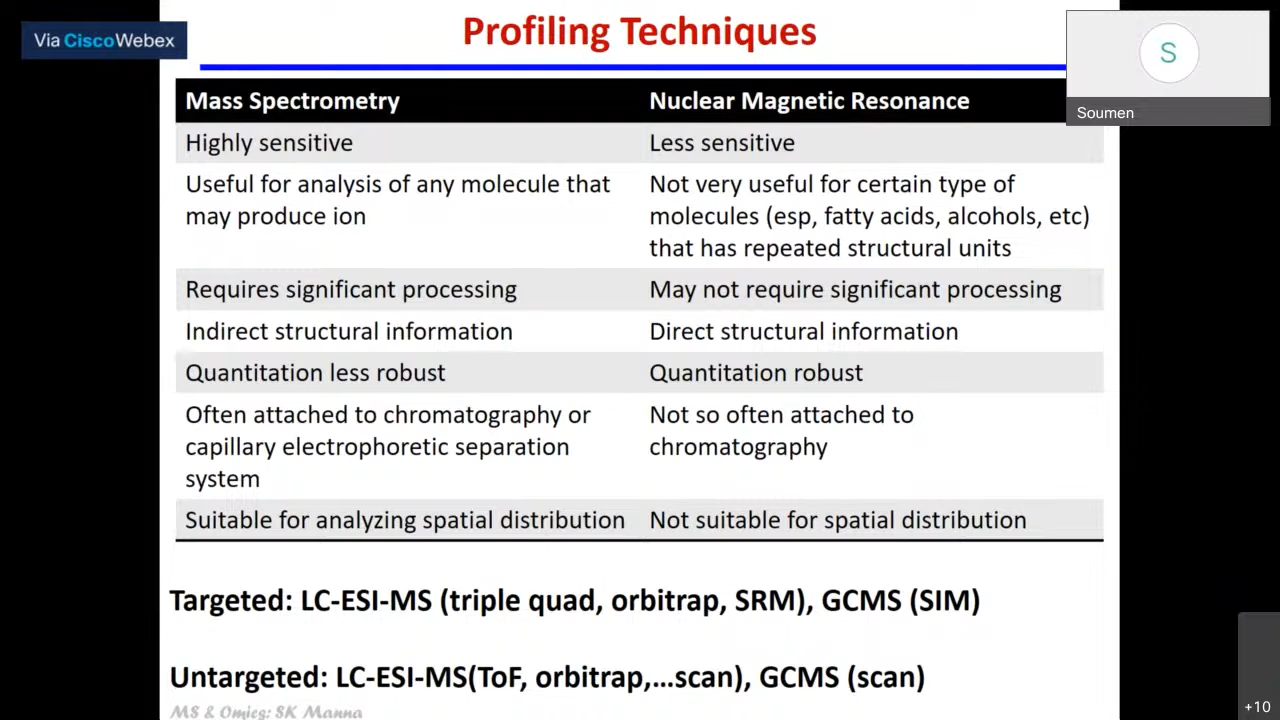 Via CiscoWebex
Profiling Techniques
S
Soumen
Mass Spectrometry
Nuclear Magnetic Resonance
Highly sensitive
Less sensitive
Useful for analysis of any molecule that
may produce ion
Not very useful for certain type of
molecules (esp, fatty acids, alcohols, etc)
that has repeated structural units
Requires significant processing
May not require significant processing
Indirect structural information
Direct structural information
Quantitation less robust
Quantitation robust
Often attached to chromatography or
capillary electrophoretic separation
system
Not so often attached to
chromatography
Suitable for analyzing spatial distribution
Not suitable for spatial distribution
Targeted: LC-ESI-MS (triple quad, orbitrap, SRM), GCMS (SIM)
Untargeted: LC-ESI-MS(ToF, orbitrap,...scan), GCMS (scan)
MS & Omics: SK Manna
+10